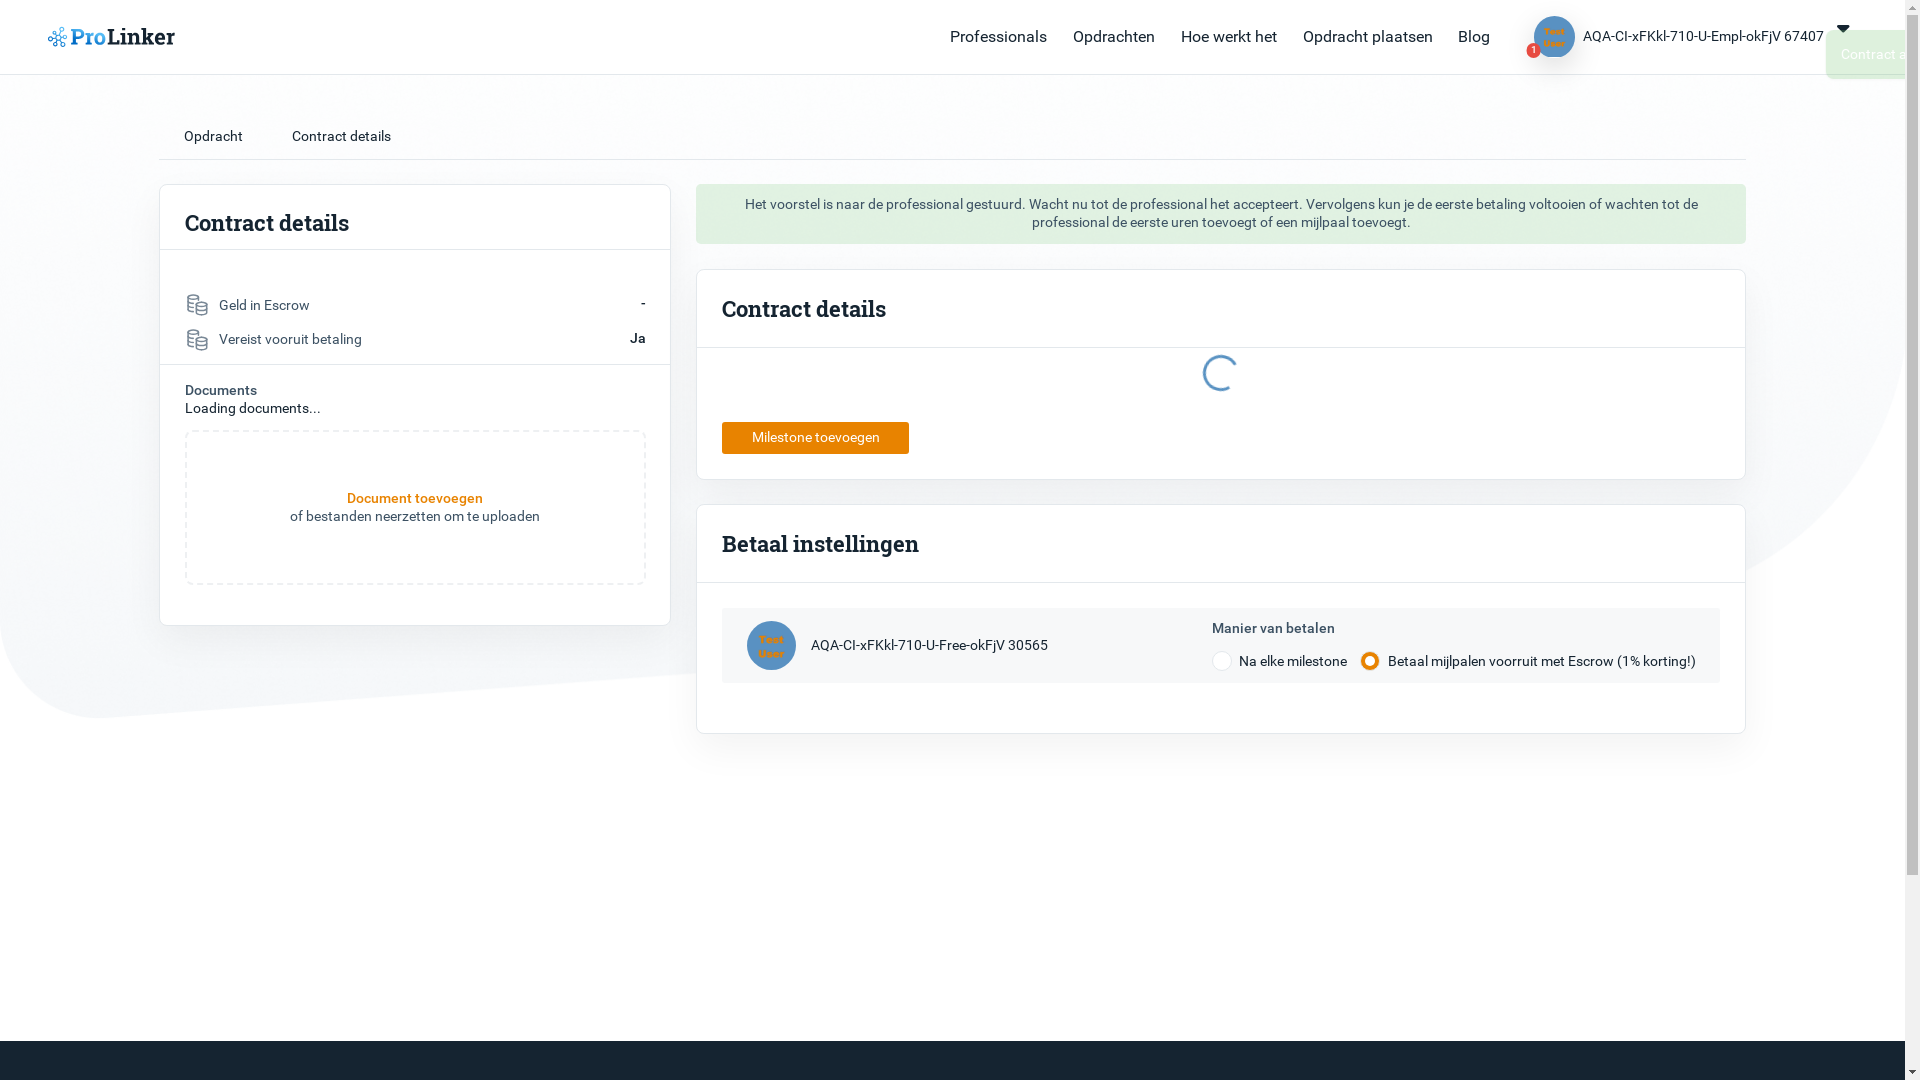 ProLinker
Professionals
Opdrachten
Hoe werkt het
Opdracht plaatsen
Blog
Test
User
1
AQA-CI-xFKkl-710-U-Empl-okFjV 67407
Contract a
Opdracht
Contract details
Contract details
Geld in Escrow
-
Vereist vooruit betaling
Ja
Documents
Loading documents...
Document toevoegen
of bestanden neerzetten om te uploaden
Het voorstel is naar de professional gestuurd. Wacht nu tot de professional het accepteert. Vervolgens kun je de eerste betaling voltooien of wachten tot de
professional de eerste uren toevoegt of een mijlpaal toevoegt.
Contract details
Milestone toevoegen
Betaal instellingen
Test
User
AQA-CI-xFKkl-710-U-Free-okFjV 30565
Manier van betalen
Na elke milestone
Betaal mijlpalen voorruit met Escrow (1% korting!)